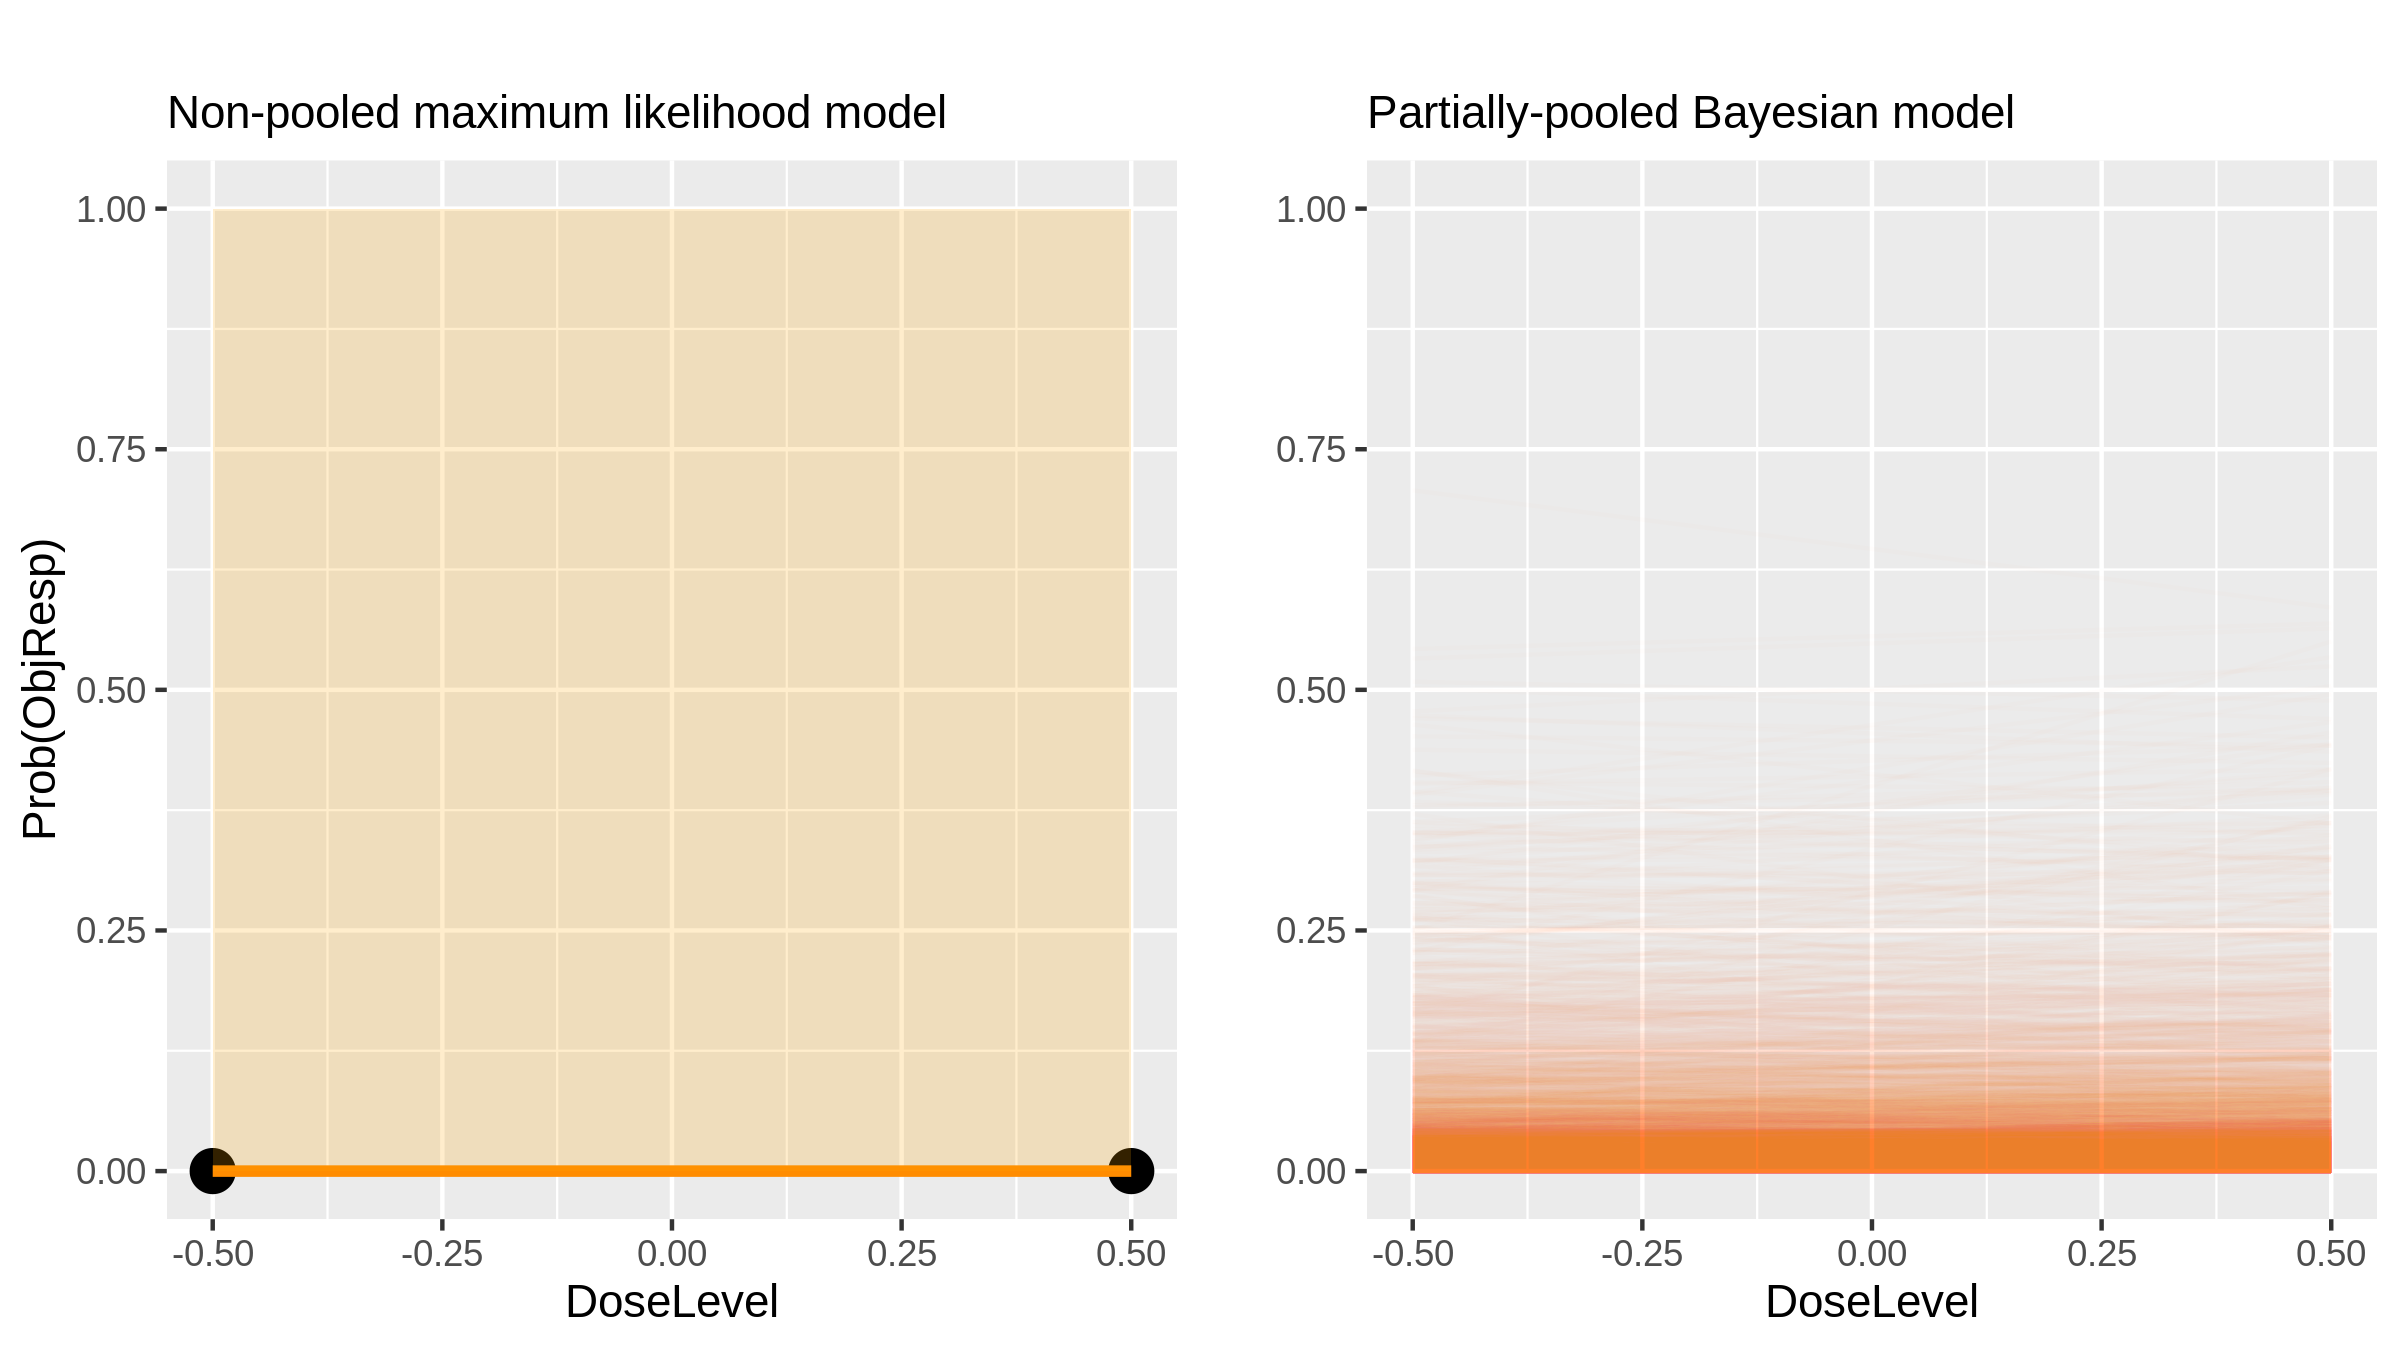 Non-pooled maximum likelihood model
Prob(ObjResp)
1.00
0.75
0.50
0.25
0.00
-0.50 -0.25 0.00 0.25 0.50
DoseLevel
Partially-pooled Bayesian model
1.00
0.75
0.50
0.25
0.00
-0.50 -0.25 0.00 0.25 0.50
DoseLevel